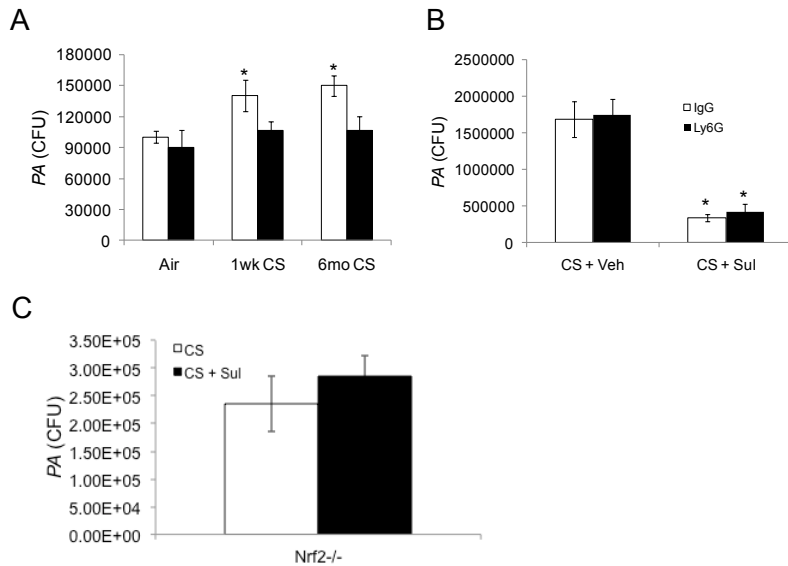 A
PA (CFU)
180000
150000
120000
90000
60000
30000
0
*
*
Air
1wk CS
6mo CS
B
PA (CFU)
2500000
2000000
1500000
1000000
500000
0
IgG
Ly6G
*
*
CS + Veh
CS + Sul
C
PA (CFU)
3.50E+05
3.00E+05
2.50E+05
2.00E+05
1.50E+05
1.00E+05
5.00E+04
0.00E+00
CS
CS + Sul
Nrf2-/-